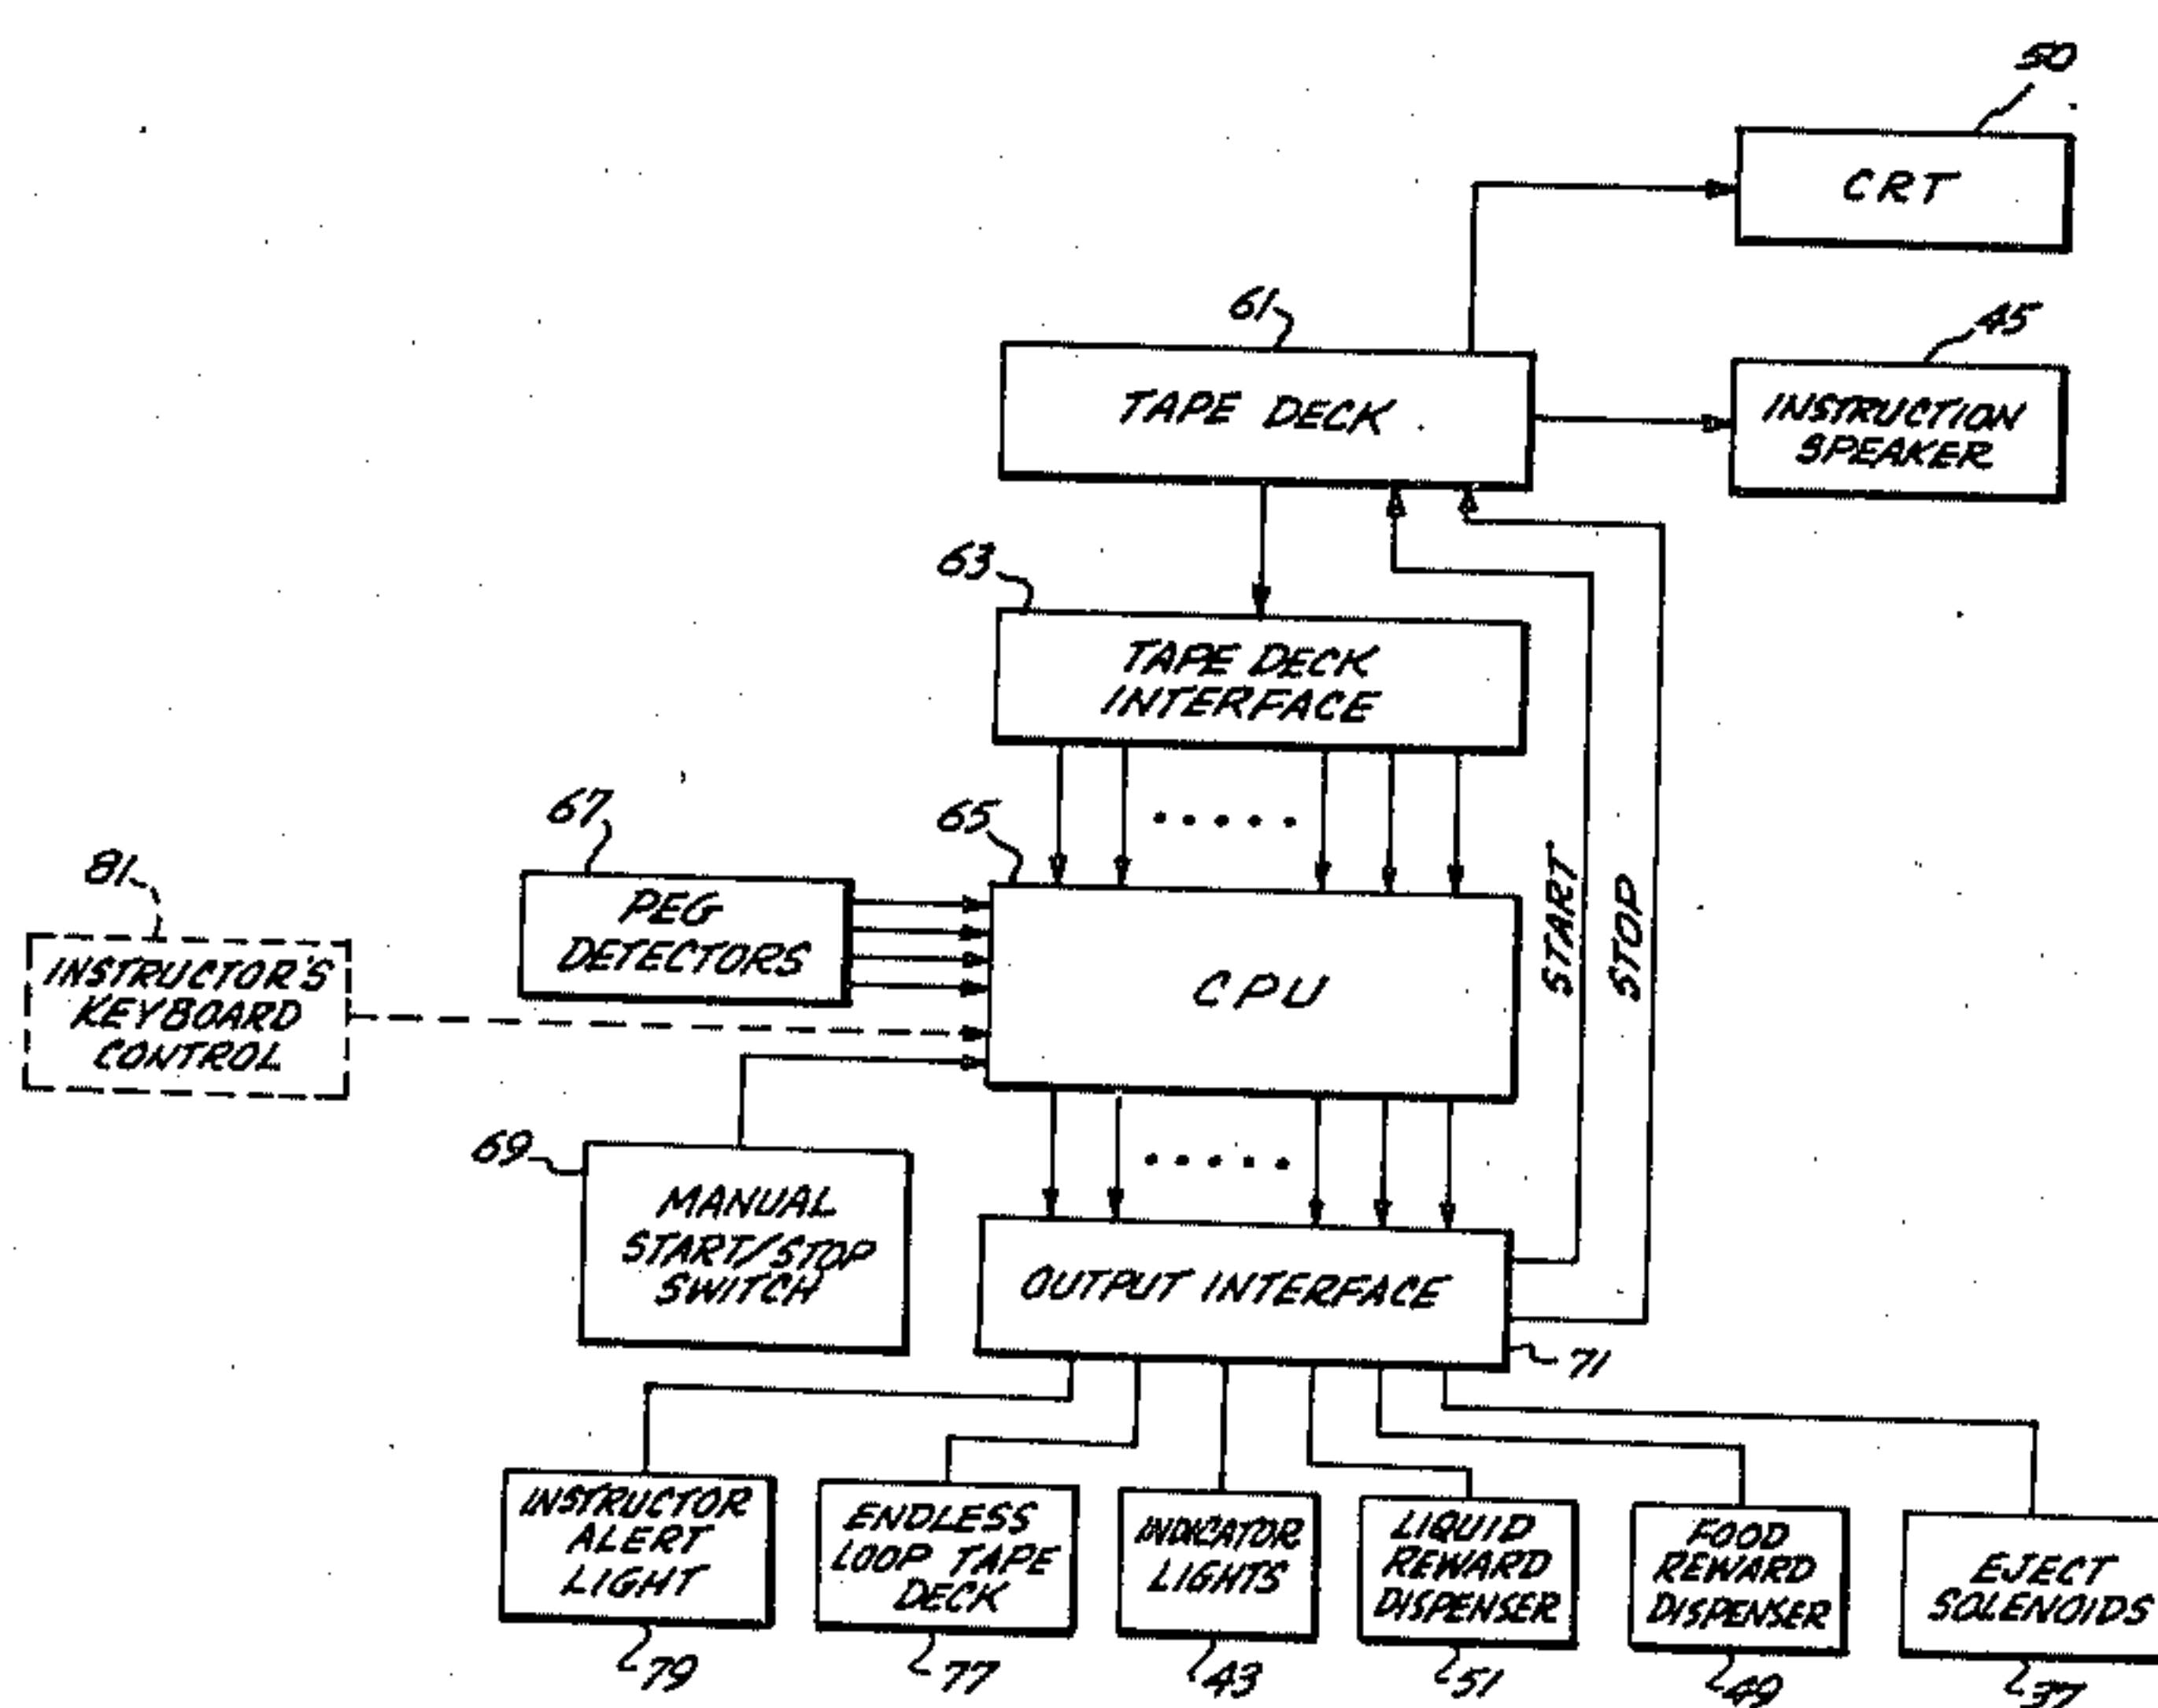 50
CRT
61
45
TAPE DECK
INSTRUCTION
SPEAKER
63
TAPE DECK
INTERFACE
67
65
81
PEG
DETECTORS
INSTRUCTOR'S
KEYBOARD
CONTROL
CPU
START
STOP
69
MANUAL
START/STOP
SWITCH
OUTPUT INTERFACE
71
INSTRUCTOR
ALERT
LIGHT
ENDLESS
LOOP TAPE
DECK
INDICATOR
LIGHTS
LIQUID
REWARD
DISPENSER
FOOD
REWARD
DISPENSER
EJECT
SOLENOIDS
79
77
43
51
49
37